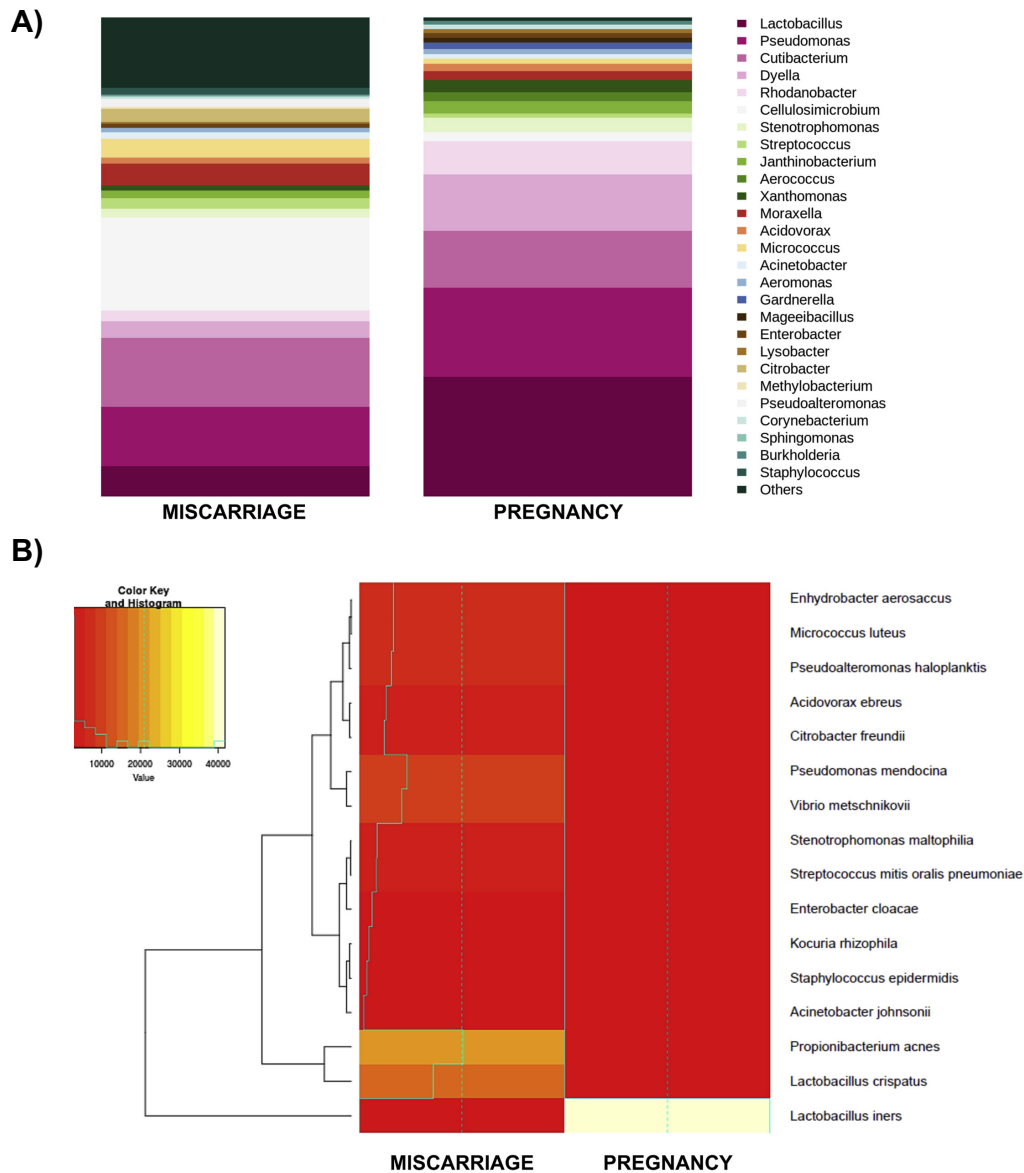 A)
Lactobacillus
Pseudomonas
Cutibacterium
Dyella
Rhodanobacter
Cellulosimicrobium
Stenotrophomonas
Streptococcus
Janthinobacterium
Aerococcus
Xanthomonas
Moraxella
Acidovorax
Micrococcus
Acinetobacter
Aeromonas
Gardnerella
Mageeibacillus
Enterobacter
Lysobacter
Citrobacter
Methylobacterium
Pseudoalteromonas
Corynebacterium
Sphingomonas
Burkholderia
Staphylococcus
Others
MISCARRIAGE PREGNANCY
B)
Color Key
and Histogram
10000 20000 30000 40000
Value
Enhydrobacter aerosaccus
Micrococcus luteus
Pseudoalteromonas haloplanktis
Acidovorax ebreus
Citrobacter freundii
Pseudomonas mendocina
Vibrio metschnikovii
Stenotrophomonas maltophilia
Streptococcus mitis oralis pneumoniae
Enterobacter cloacae
Kocuria rhizophila
Staphylococcus epidermidis
Acinetobacter johnsonii
Propionibacterium acnes
Lactobacillus crispatus
Lactobacillus iners
MISCARRIAGE PREGNANCY